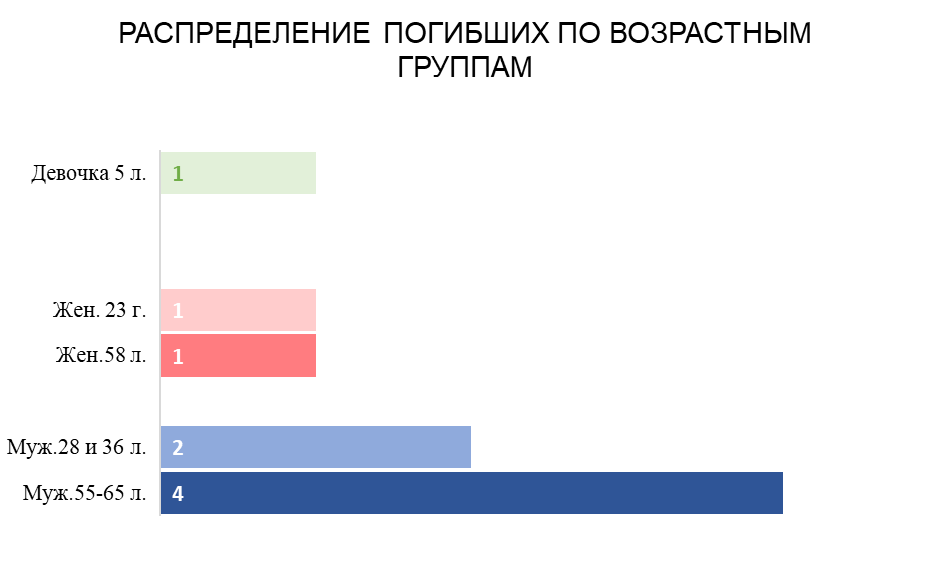 РАСПРЕДЕЛЕНИЕ ПОГИБШИХ ПО ВОЗРАСТНЫМ
ГРУППАМ
Девочка 5 л. 1
Жен. 23 г. 1
Жен.58 л. 1
Муж.28 и 36 л. 2
Муж.55-65 л. 4